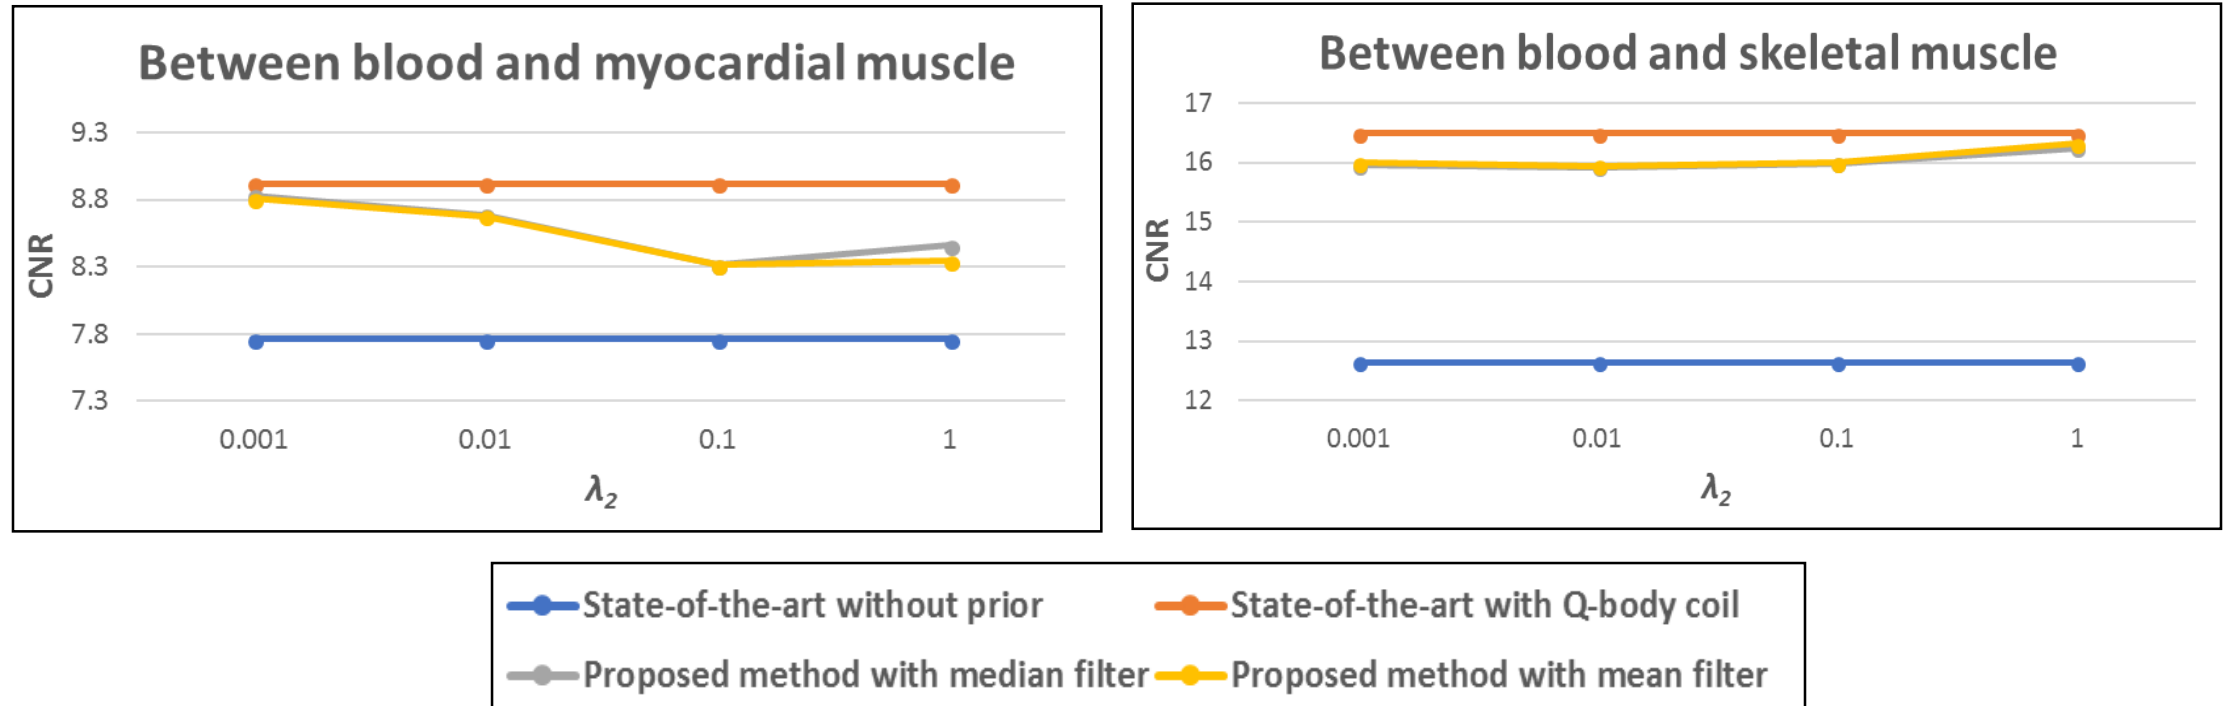 Between blood and myocardial muscle
9.3
8.8
8.3
7.8
7.3
CNR
0.001 0.01 0.1 1
λ2
Between blood and skeletal muscle
17
16
15
14
13
12
CNR
0.001 0.01 0.1 1
λ2
State-of-the-art without prior State-of-the-art with Q-body coil
Proposed method with median filter Proposed method with mean filter